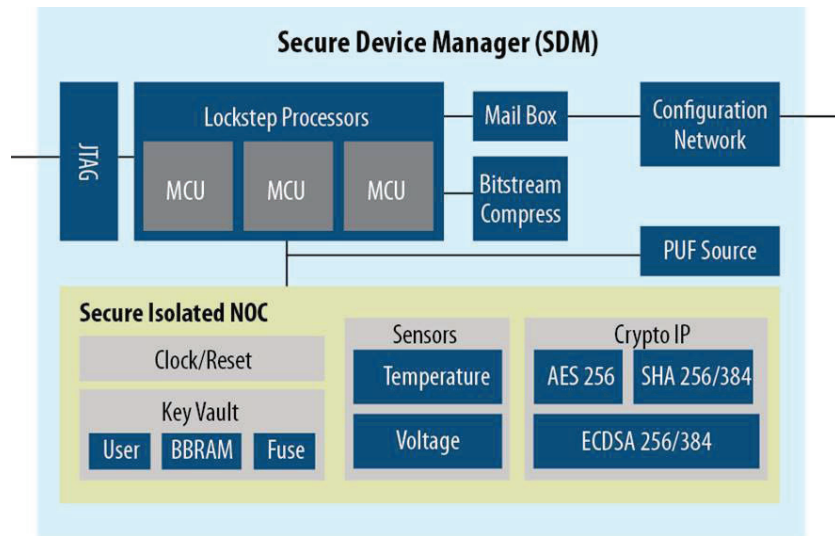 Secure Device Manager (SDM)
JTAG
Lockstep Processors
MCU
MCU
MCU
Mail Box
Bitstream
Compress
Configuration
Network
PUF Source
Secure Isolated NOC
Clock/Reset
Key Vault
User
BBRAM
Fuse
Sensors
Temperature
Voltage
Crypto IP
AES 256
SHA 256/384
ECDSA 256/384